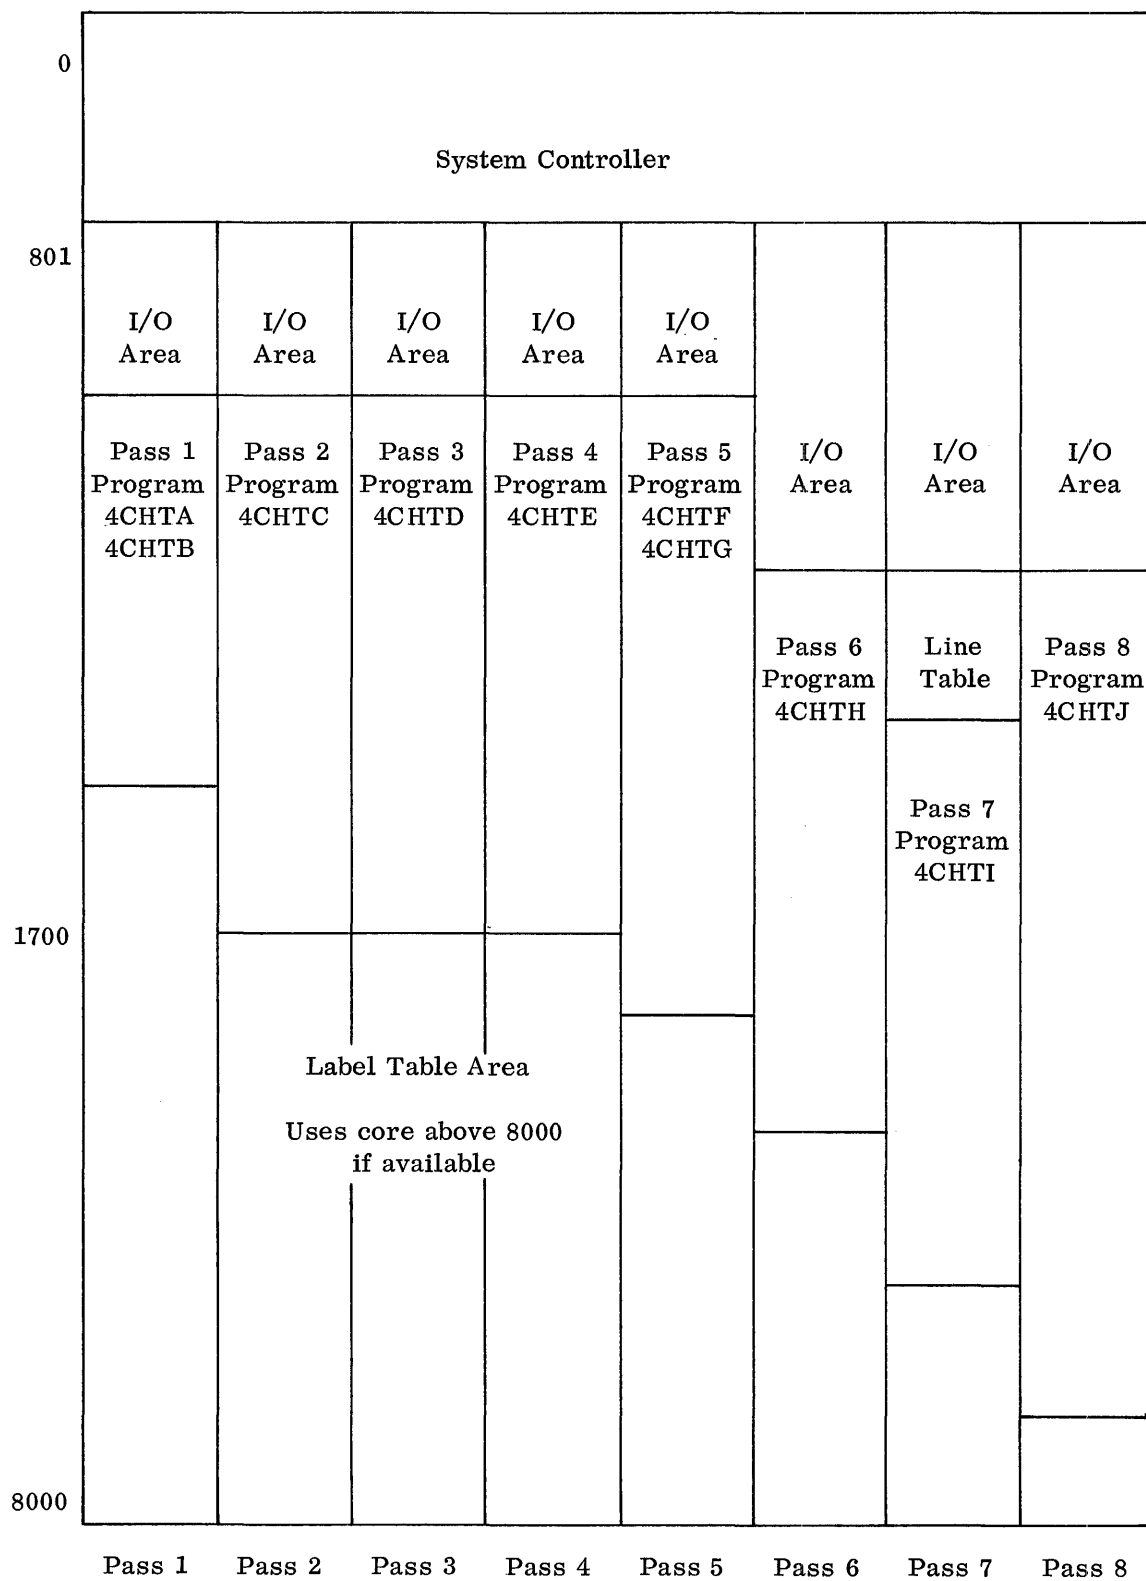 0
System Controller
801
I/O
Area
I/O
Area
I/O
Area
I/O
Area
I/O
Area
Pass 1
Program
4CHTA
4CHTB
Pass 2
Program
4CHTC
Pass 3
Program
4CHTD
Pass 4
Program
4CHTE
Pass 5
Program
4CHTF
4CHTG
I/O
Area
I/O
Area
I/O
Area
Pass 6
Program
4CHTH
Line
Table
Pass 8
Program
4CHTJ
Pass 7
Program
4CHTI
1700
Label Table Area
Uses core above 8000
if available
8000
Pass 1 Pass 2 Pass 3 Pass 4 Pass 5 Pass 6 Pass 7 Pass 8